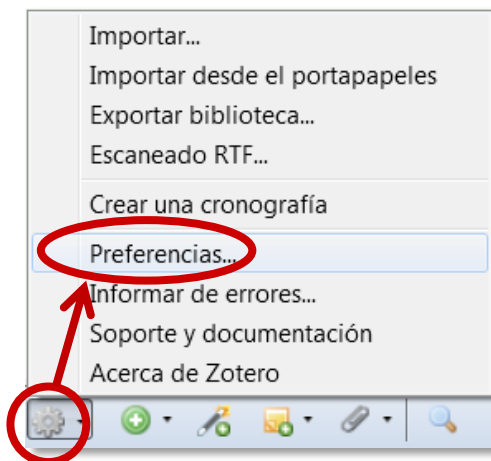 Importar...
Importar desde el portapapeles
Exportar biblioteca...
Escaneado RTF...
Crear una cronografía
Preferencias...
Informar de errores...
Soporte y documentación
Acerca de Zotero